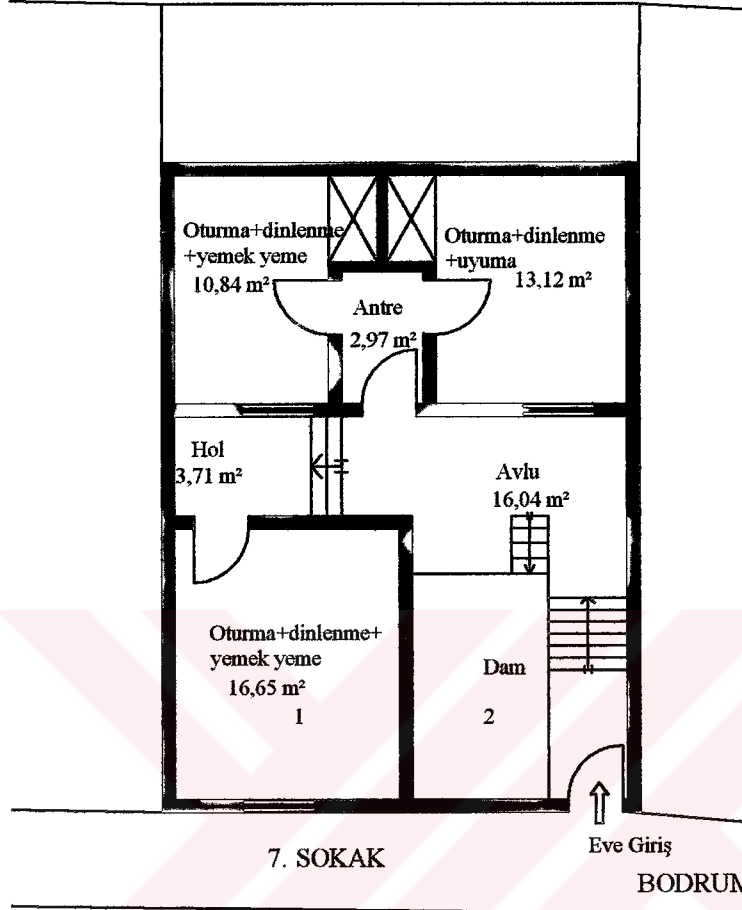 Oturma+dinlenme
+yemek yeme
10,84 m²
Oturma+dinlenme
+uyuma
13,12 m²
Antre
2,97 m²
Hol
3,71 m²
Avlu
16,04 m²
Oturma+dinlenme+
yemek yeme
16,65 m²
1
Dam
2
Eve Giriş
7. SOKAK
BODRUM